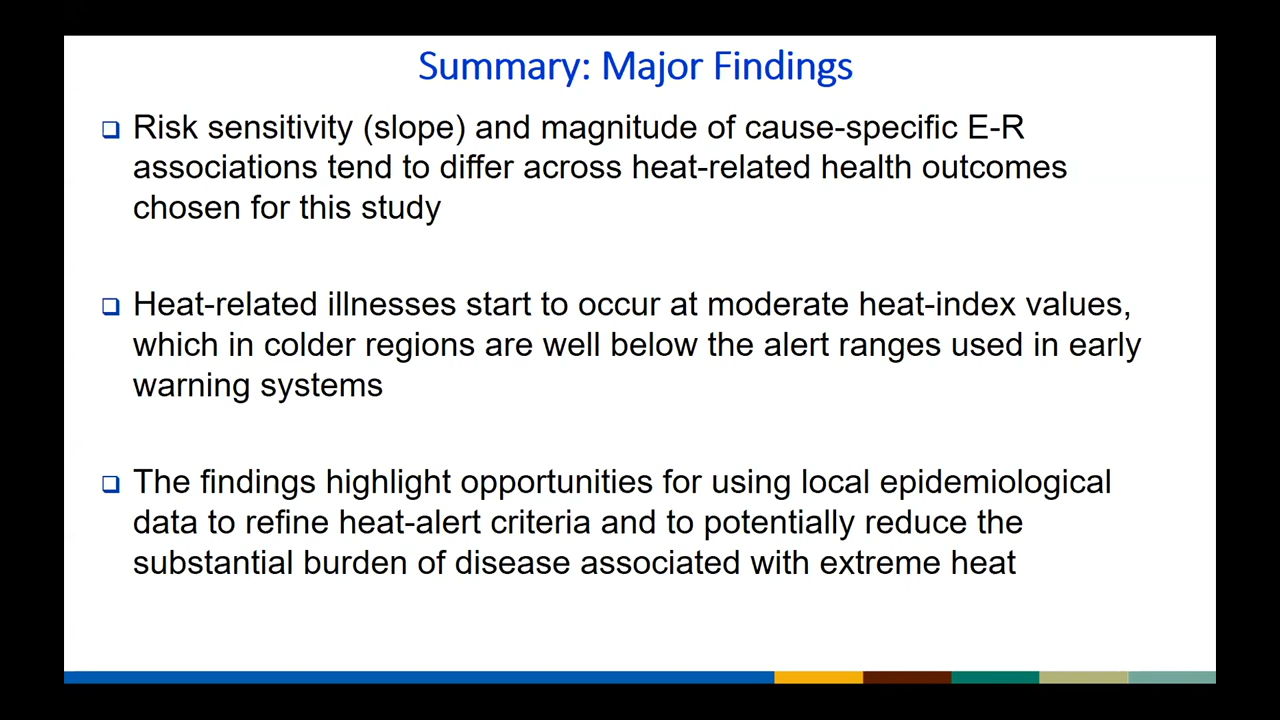 Summary: Major Findings
Risk sensitivity (slope) and magnitude of cause-specific E-R
associations tend to differ across heat-related health outcomes
chosen for this study
Heat-related illnesses start to occur at moderate heat-index values,
which in colder regions are well below the alert ranges used in early
warning systems
The findings highlight opportunities for using local epidemiological
data to refine heat-alert criteria and to potentially reduce the
substantial burden of disease associated with extreme heat